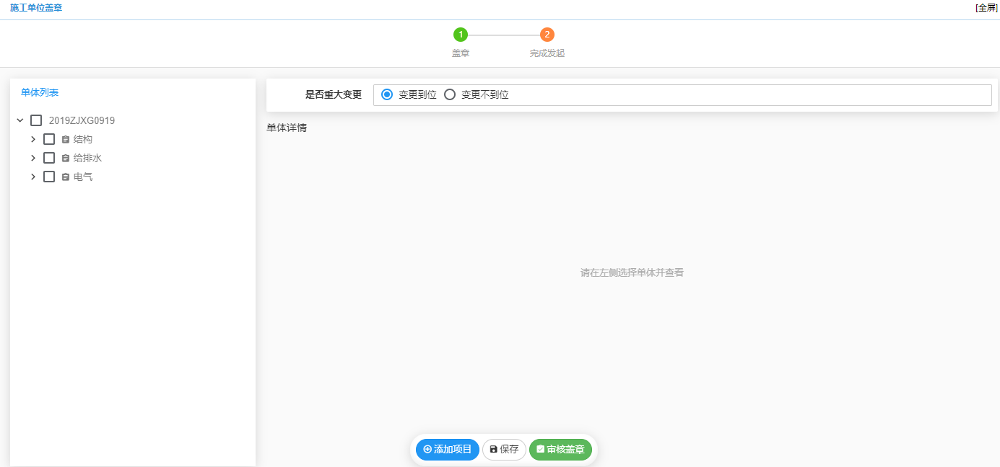 施工单位盖章
[全屏]
1
2
盖章
完成发起
单体列表
2019ZJXG0919
结构
给排水
电气
是否重大变更
变更到位
变更不到位
单体详情
请在左侧选择单体并查看
添加项目
保存
审核盖章